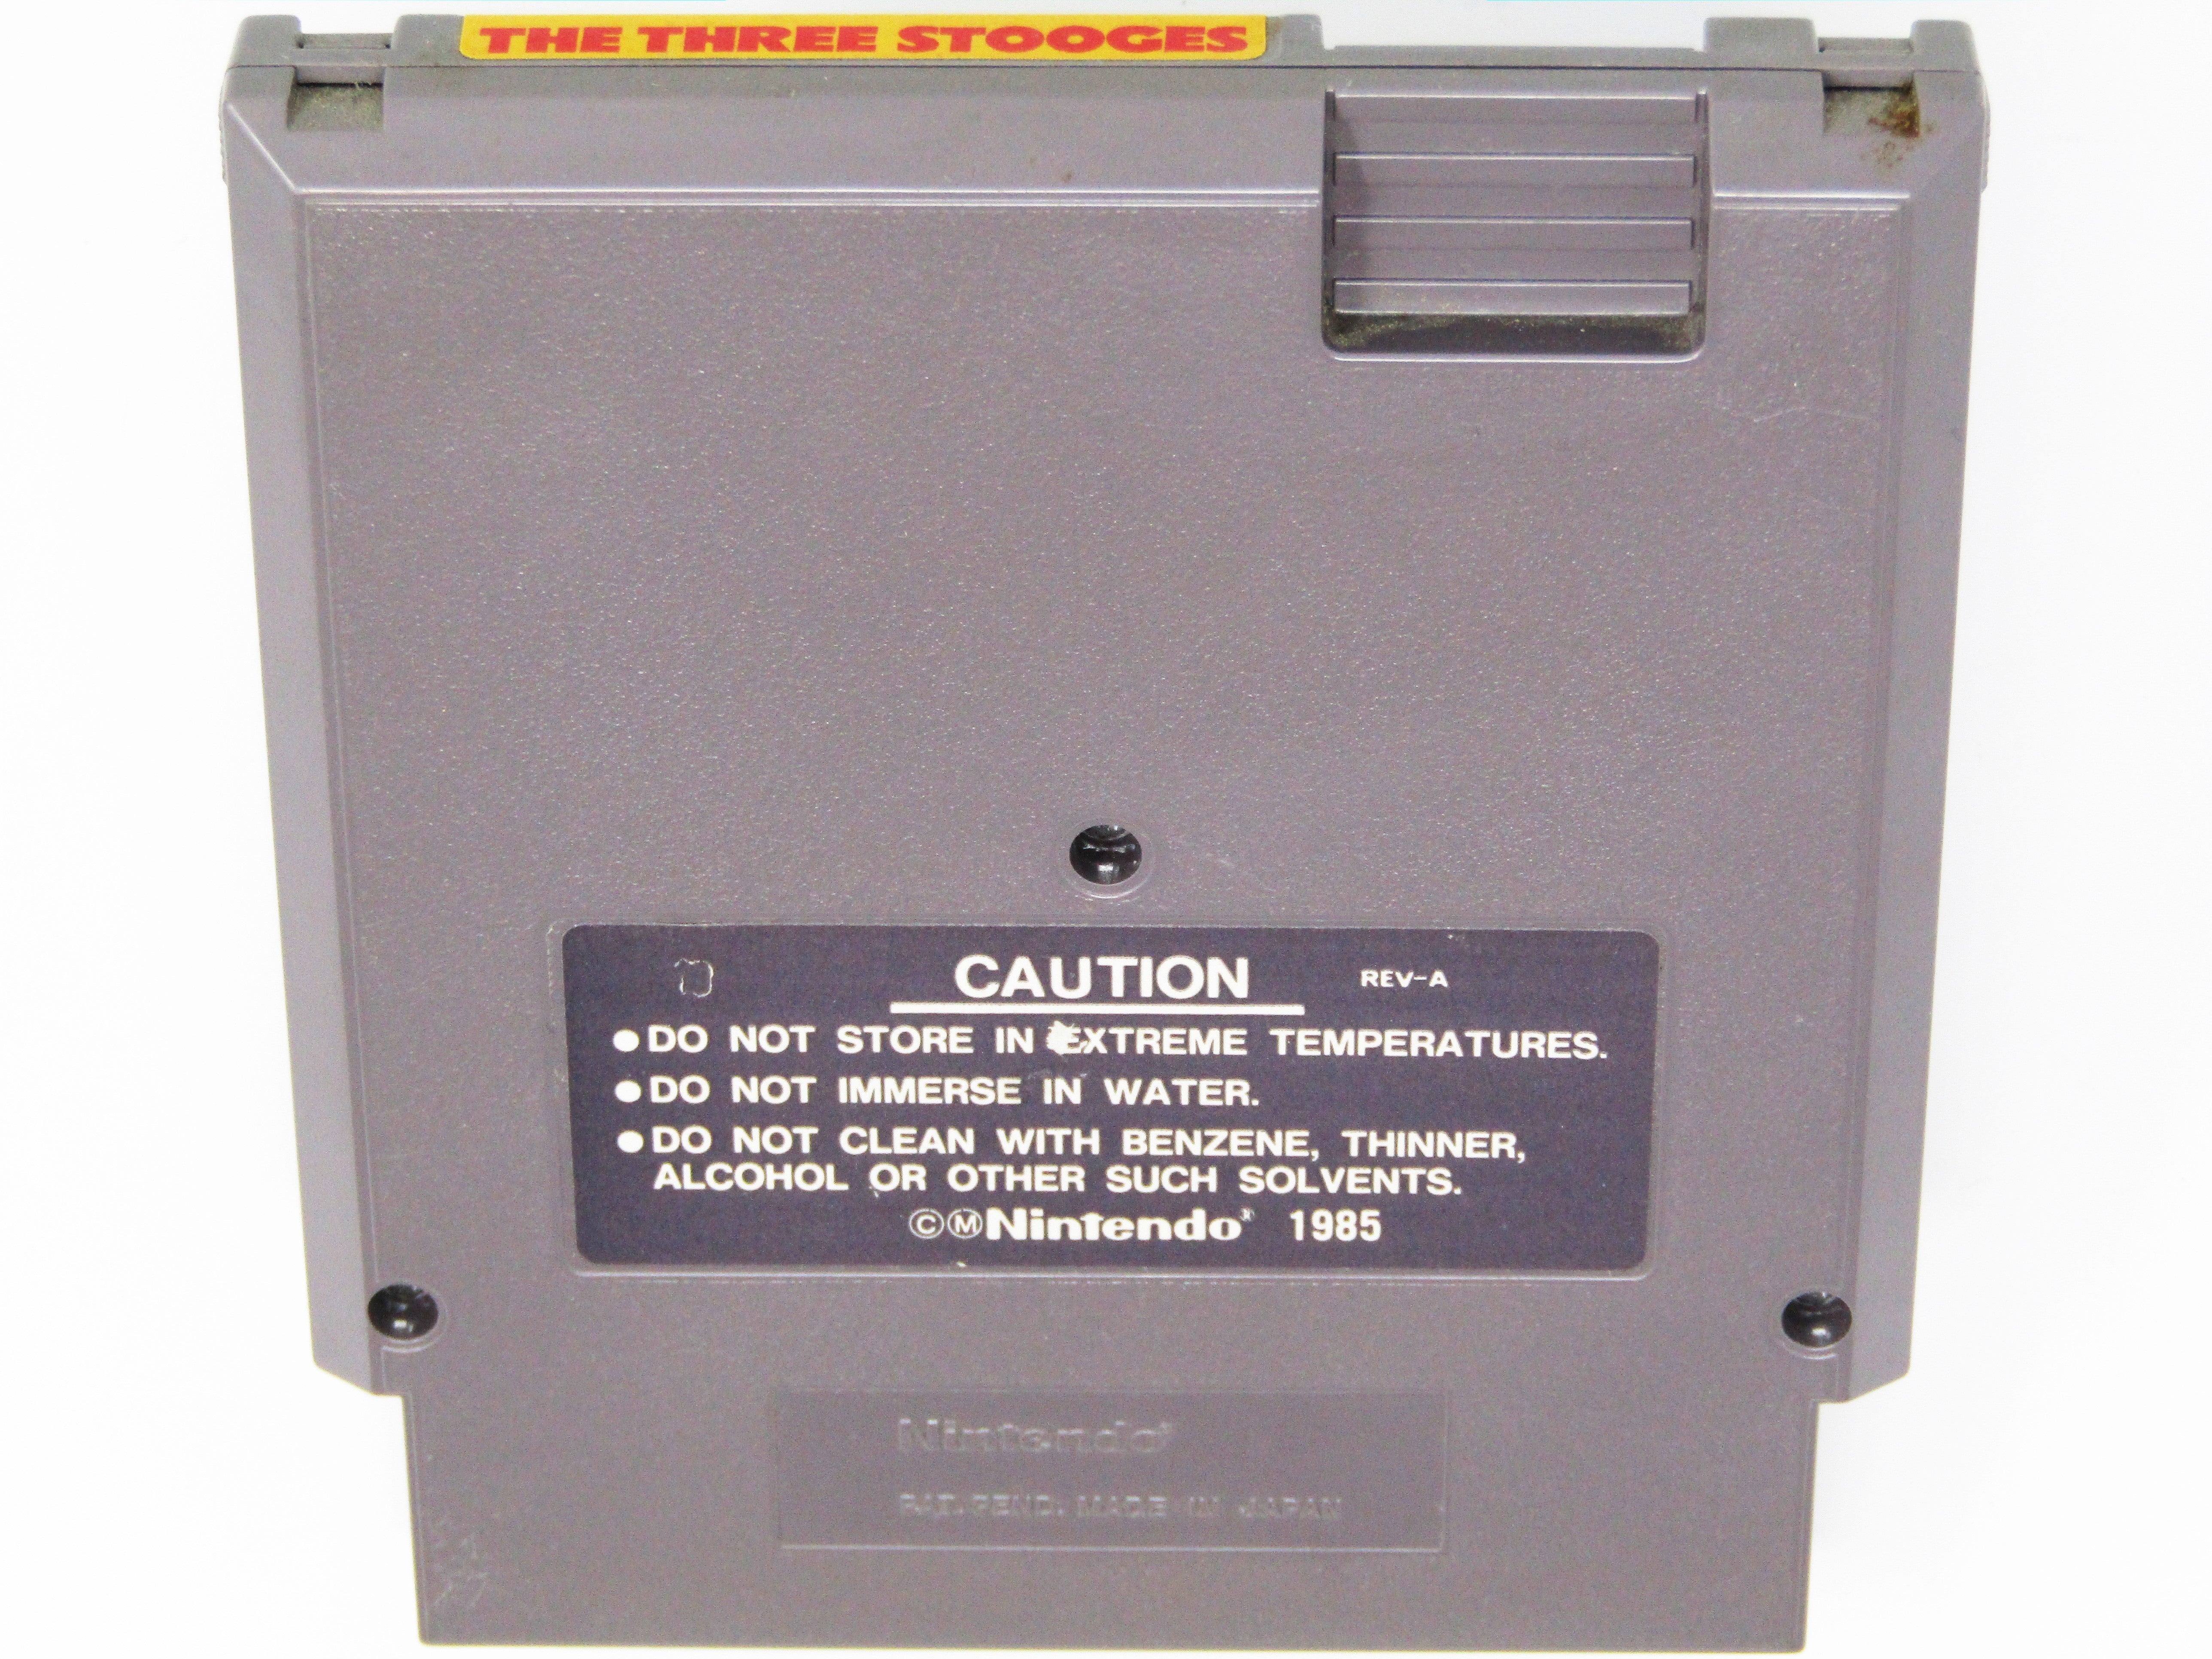 THE THREE STOOGES
CAUTION REV-A
●DO NOT STORE IN EXTREME TEMPERATURES.
●DO NOT IMMERSE IN WATER.
●DO NOT CLEAN WITH BENZENE, THINNER,
ALCOHOL OR OTHER SUCH SOLVENTS.
ⒸⓂNintendo® 1985
Nintendo®
PAT. PEND. MADE IN JAPAN